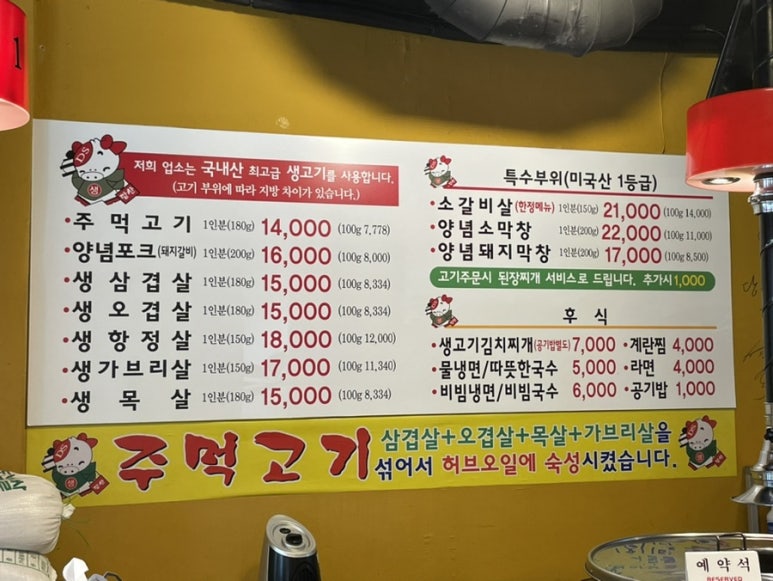 저희 업소는 국내산 최고급 생고기를 사용합니다.
(고기 부위에 따라 지방 차이가 있습니다.)
·주먹고기 1인분(180g) 14,000 (100g 7,778)
·양념포크(돼지갈비) 1인분(200g) 16,000 (100g 8,000)
·생삼겹살 1인분(180g) 15,000 (100g 8,334)
·생오겹살 1인분(180g) 15,000 (100g 8,334)
·생항정살 1인분(150g) 18,000 (100g 12,000)
·생가브리살 1인분(150g) 17,000 (100g 11,340)
·생목살 1인분(180g) 15,000 (100g 8,334)
특수부위(미국산 1등급)
·소갈비살(한정메뉴) 1인분(150g) 21,000 (100g 14,000)
·양념소막창 1인분(200g) 22,000 (100g 11,000)
·양념돼지막창 1인분(200g) 17,000 (100g 8,500)
고기주문시 된장찌개 서비스로 드립니다. 추가시 1,000
후식
·생고기김치찌개(공기밥별도) 7,000 ·계란찜 4,000
·물냉면/따뜻한국수 5,000 ·라면 4,000
·비빔냉면/비빔국수 6,000 ·공기밥 1,000
주먹고기
삼겹살+오겹살+목살+가브리살을
섞어서 허브오일에 숙성시켰습니다.
DS
생
예약석
RESERVED